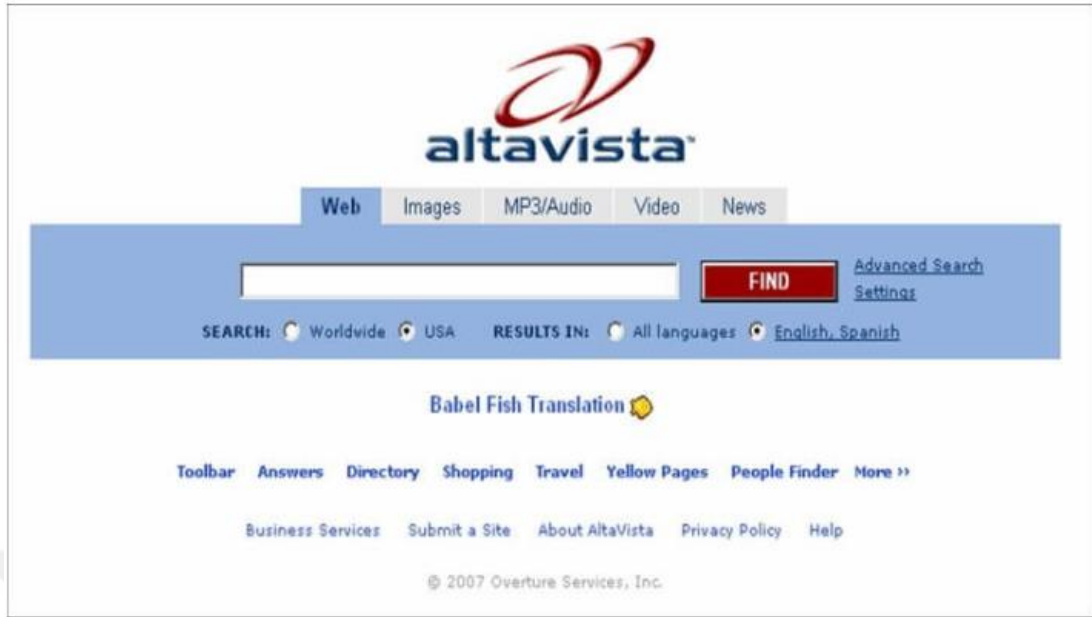 altavista™
Web Images MP3/Audio Video News
FIND
Advanced Search
Settings
SEARCH: Worldwide USA RESULTS IN: All languages English, Spanish
Babel Fish Translation
Toolbar Answers Directory Shopping Travel Yellow Pages People Finder More »
Business Services Submit a Site About AltaVista Privacy Policy Help
© 2007 Overture Services, Inc.